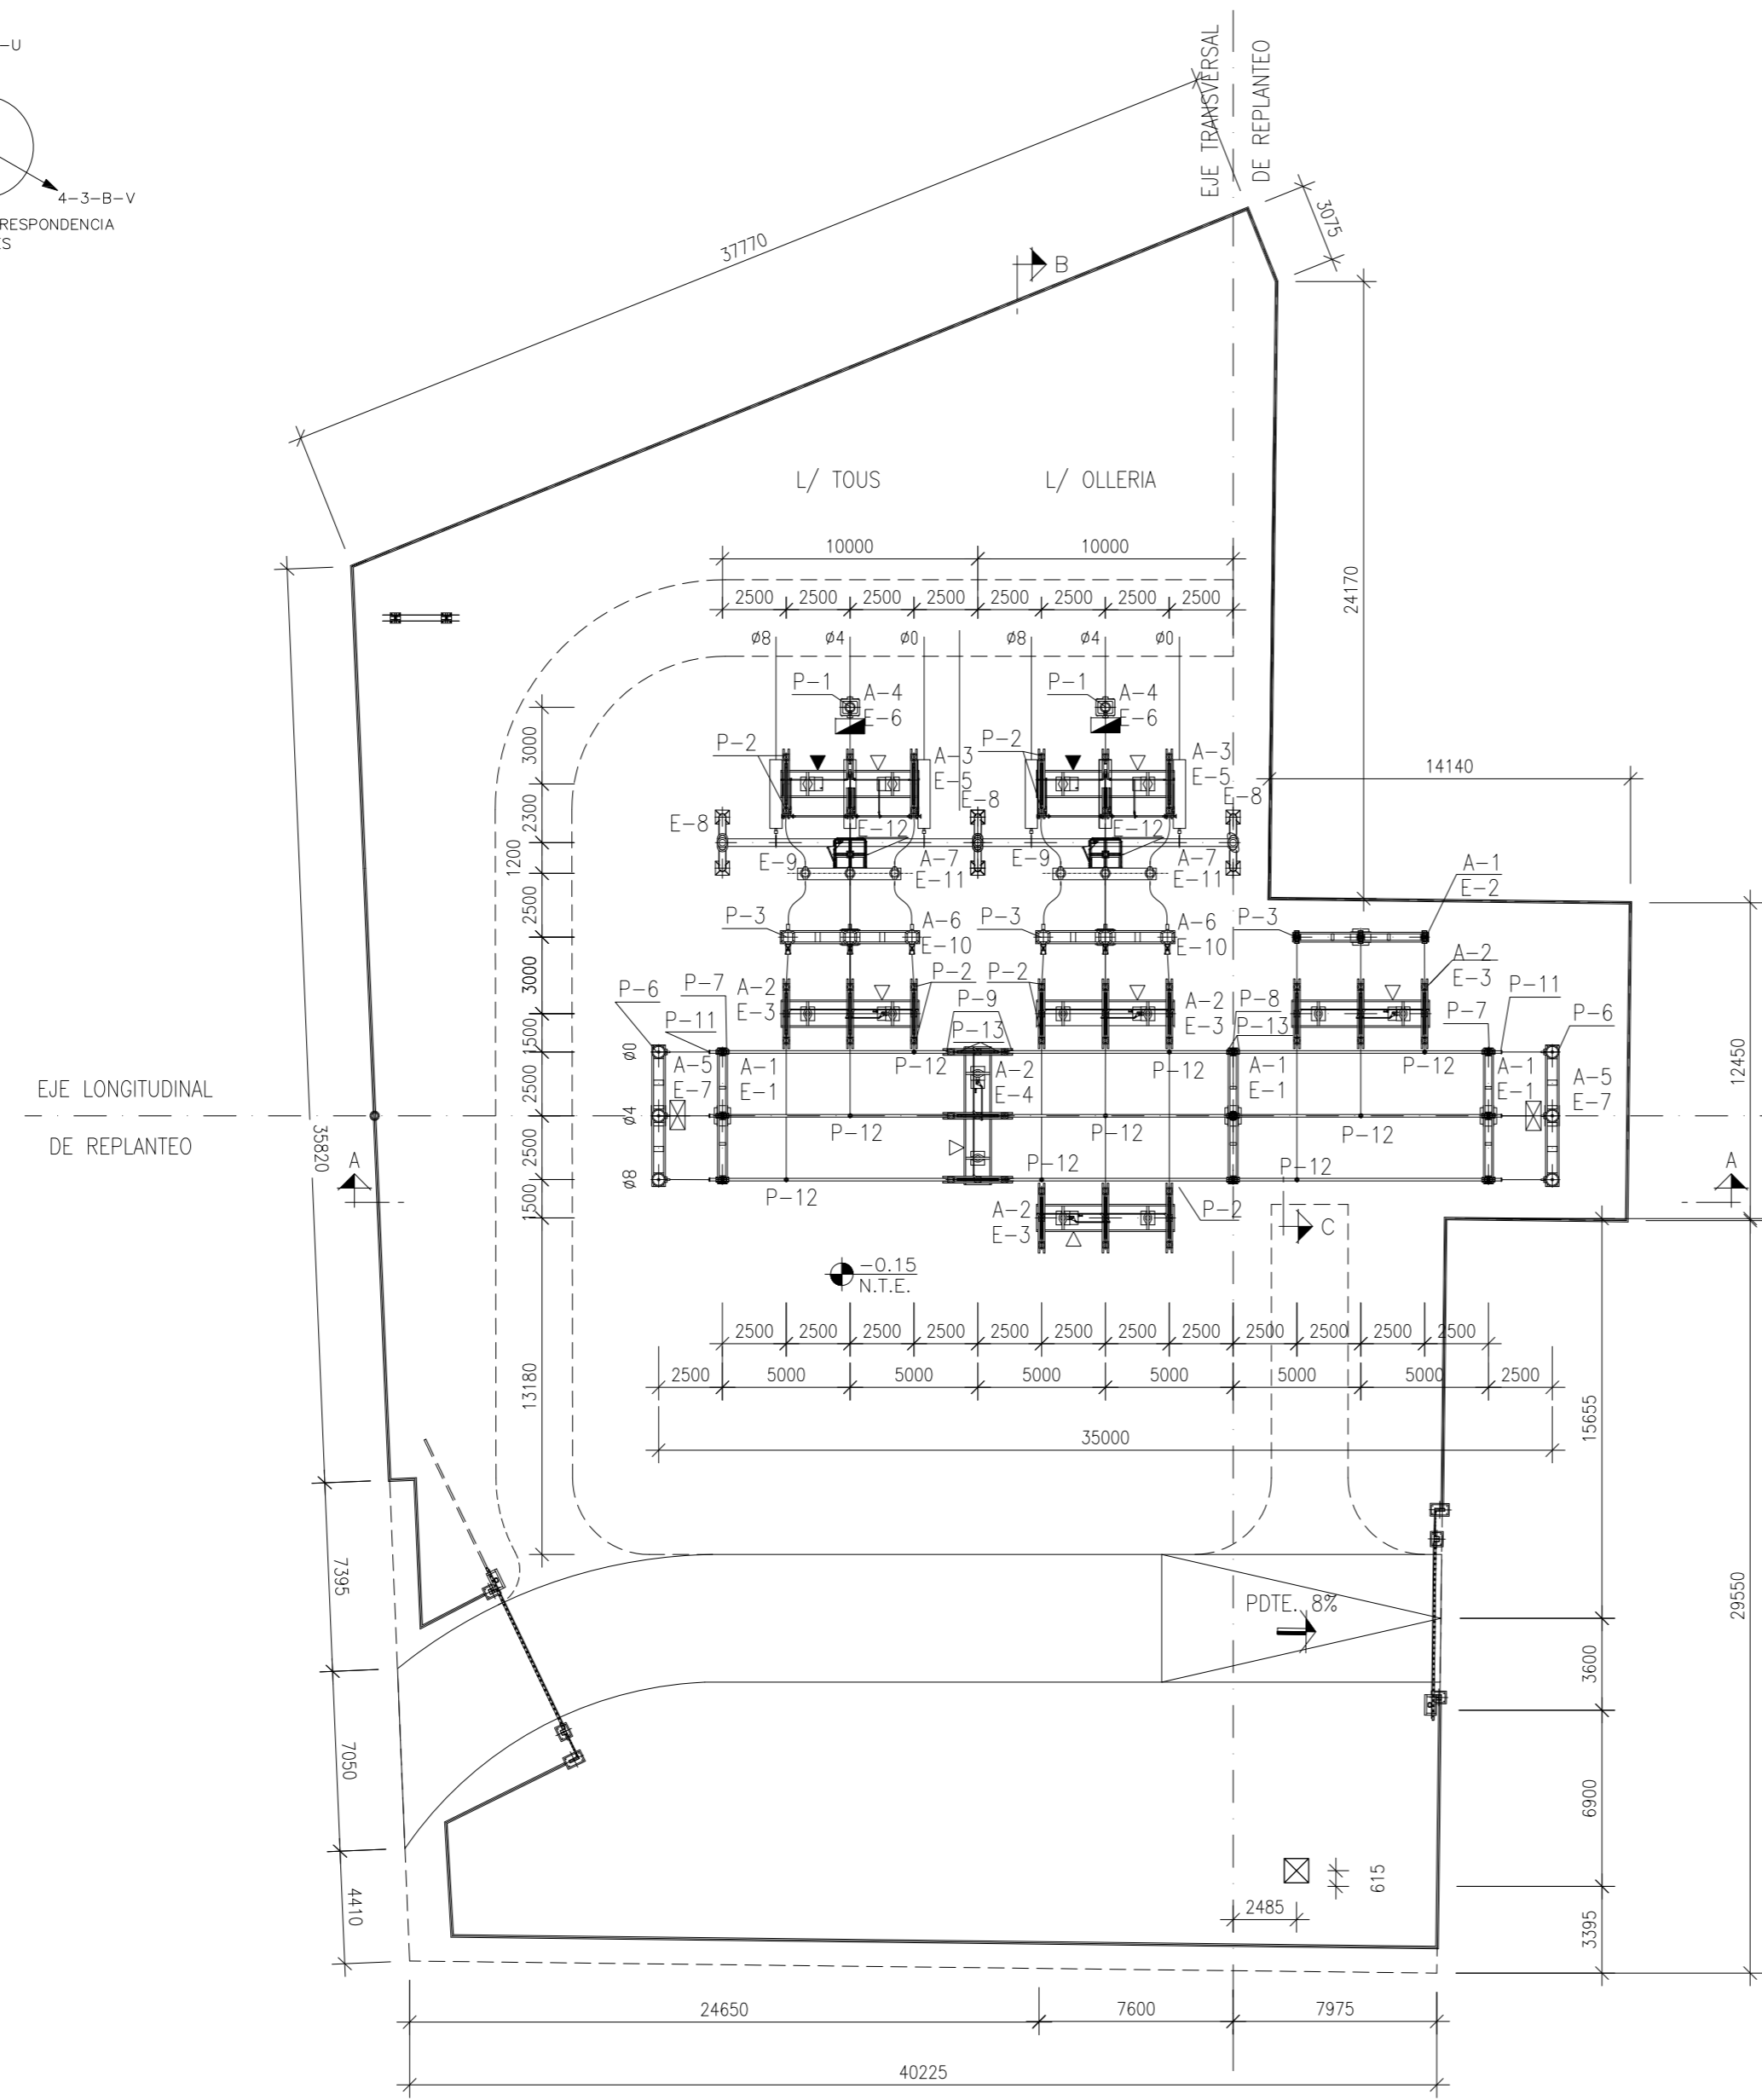 -U
4-3-B-V
RESPONDENCIA
ES
EJE TRANSVERSAL
DE REPLANTEO
37770
3075
B
24170
L/ TOUS
L/ OLLERIA
10000
10000
2500
2500
2500
2500
2500
2500
2500
2500
ø8
ø4
ø0
ø8
ø4
ø0
P-1
A-4
E-6
P-1
A-4
E-6
P-2
A-3
E-5
P-2
A-3
E-5
14140
E-8
E-8
E-8
E-12
E-12
E-9
A-7
E-11
E-9
A-7
E-11
A-1
E-2
P-3
A-6
E-10
P-3
A-6
E-10
P-3
A-2
E-3
P-6
P-7
A-2
E-3
P-2
P-9
P-2
A-2
E-3
P-8
P-13
P-11
P-7
P-6
P-11
P-13
3000
2300
1200
2500
3000
1500
2500
2500
1500
13180
ø0
ø4
ø8
A-5
E-7
A-1
E-1
P-12
A-2
E-4
P-12
A-1
E-1
P-12
A-1
E-1
A-5
E-7
12450
EJE LONGITUDINAL
DE REPLANTEO
35820
P-12
P-12
P-12
A
A
P-12
P-12
P-12
A-2
E-3
P-2
C
-0.15
N.T.E.
2500
2500
2500
2500
2500
2500
2500
2500
2500
2500
2500
2500
2500
5000
5000
5000
5000
5000
5000
2500
35000
15655
7395
PDTE. 8%
29550
3600
7050
6900
4410
615
2485
3395
24650
7600
7975
40225